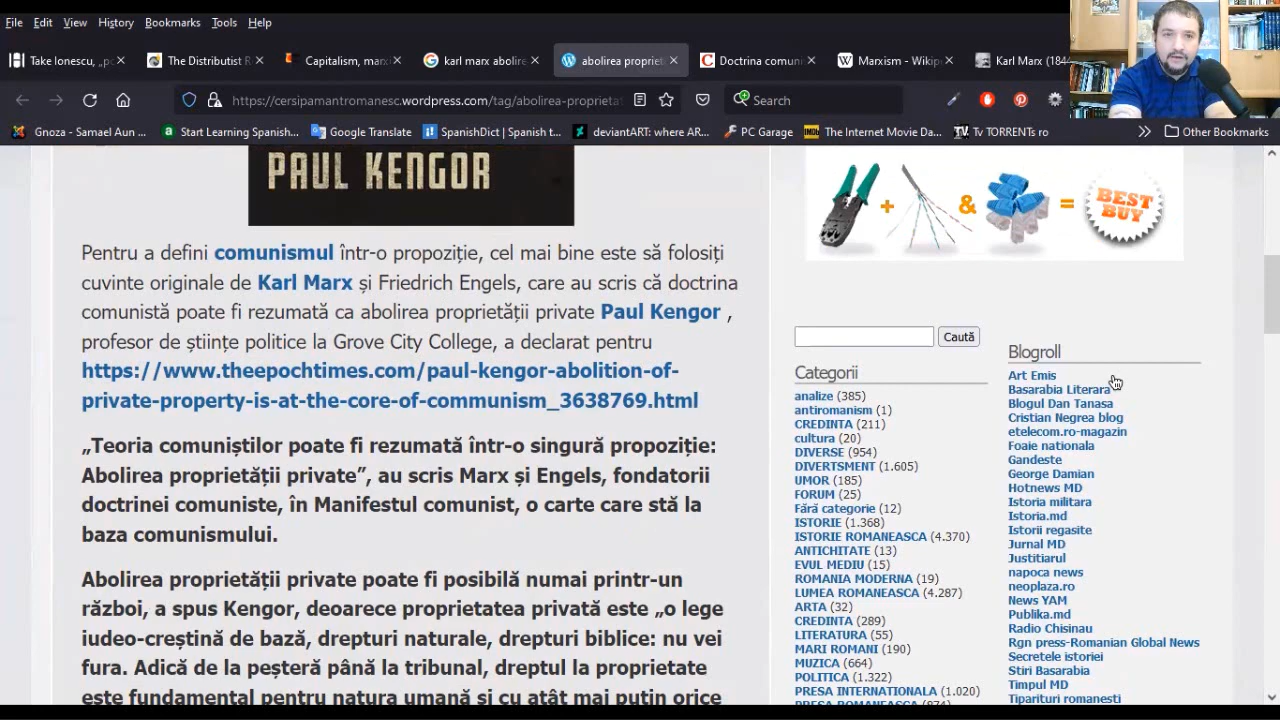 File Edit View History Bookmarks Tools Help
Take Ionescu, „p
The Distributist R
Capitalism, marx
karl marx abolire
abolirea propriet
Doctrina comun
Marxism - Wikip
Karl Marx (184
https://cersipamantromanesc.wordpress.com/tag/abolirea-proprieta
Search
Gnoza - Samael Aun ...
Start Learning Spanish...
Google Translate
SpanishDict | Spanish t...
deviantART: where AR...
PC Garage
The Internet Movie Da...
Tv TORRENTs ro
Other Bookmarks
PAUL KENGOR
Pentru a defini comunismul într-o propoziție, cel mai bine este să folosiți
cuvinte originale de Karl Marx și Friedrich Engels, care au scris că doctrina
comunistă poate fi rezumată ca abolirea proprietății private Paul Kengor ,
profesor de științe politice la Grove City College, a declarat pentru
https://www.theepochtimes.com/paul-kengor-abolition-of-
private-property-is-at-the-core-of-communism_3638769.html
„Teoria comuniștilor poate fi rezumată într-o singură propoziție:
Abolirea proprietății private”, au scris Marx și Engels, fondatorii
doctrinei comuniste, în Manifestul comunist, o carte care stă la
baza comunismului.
Abolirea proprietății private poate fi posibilă numai printr-un
război, a spus Kengor, deoarece proprietatea privată este „o lege
iudeo-creștină de bază, drepturi naturale, drepturi biblice: nu vei
fura. Adică de la peșteră până la tribunal, dreptul la proprietate
este fundamental pentru natura umană și cu atât mai puțin orice
+ & = BEST BUY
Caută
Categorii
analize (385)
antiromanism (1)
CREDINTA (211)
cultura (20)
DIVERSE (954)
DIVERTSMENT (1.605)
UMOR (185)
FORUM (25)
Fără categorie (12)
ISTORIE (1.368)
ISTORIE ROMANEASCA (4.370)
ANTICHITATE (13)
EVUL MEDIU (15)
ROMANIA MODERNA (19)
LUMEA ROMANEASCA (4.287)
ARTA (32)
CREDINTA (289)
LITERATURA (55)
MARI ROMANI (190)
MUZICA (664)
POLITICA (1.322)
PRESA INTERNATIONALA (1.020)
PRESA ROMANEASCA (974)
Blogroll
Art Emis
Basarabia Literara
Blogul Dan Tanasa
Cristian Negrea blog
etelecom.ro-magazin
Foaie nationala
Gandeste
George Damian
Hotnews MD
Istoria militara
Istoria.md
Istorii regasite
Jurnal MD
Justitiarul
napoca news
neoplaza.ro
News YAM
Publika.md
Radio Chisinau
Rgn press-Romanian Global News
Secretele istoriei
Stiri Basarabia
Timpul MD
Tiparituri romanesti